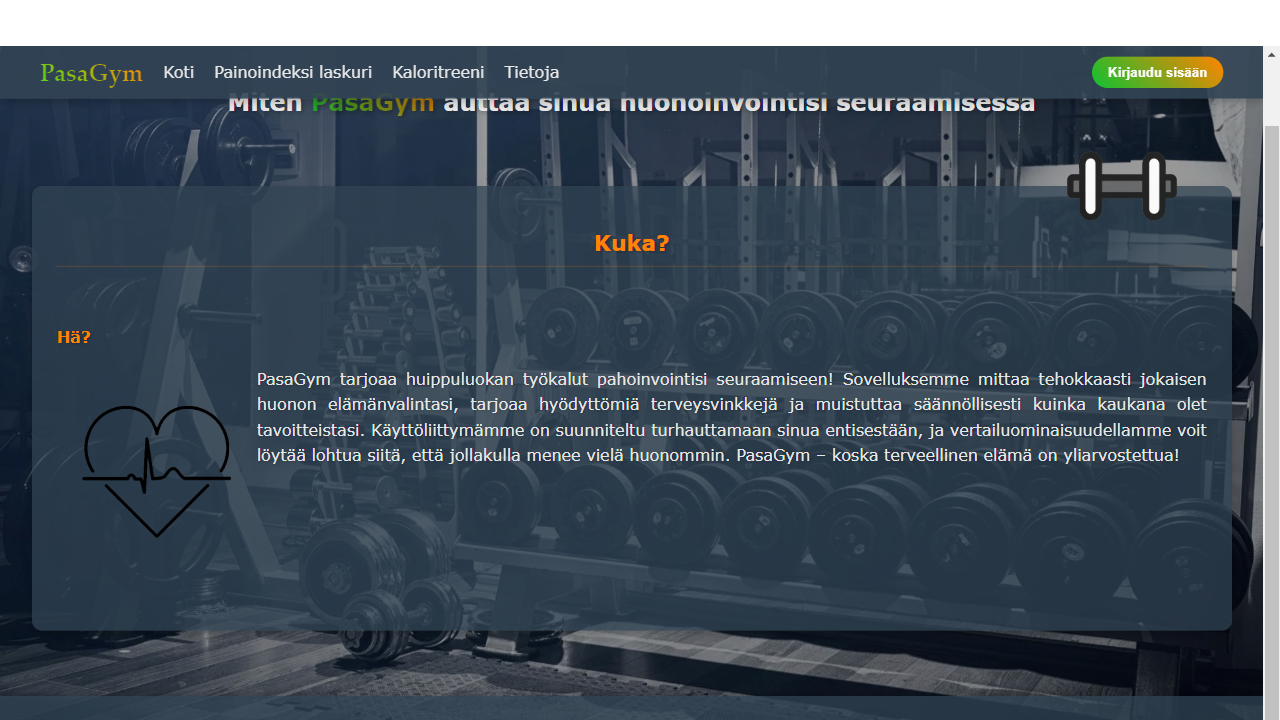 PasaGym Koti Painoindeksi laskuri Kaloritreeni Tietoja Kirjaudu sisään
Miten PasaGym auttaa sinua huonoinvointisi seuraamisessa
Kuka?
Hä?
PasaGym tarjoaa huippuluokan työkalut pahoinvointisi seuraamiseen! Sovelluksemme mittaa tehokkaasti jokaisen
huonon elämänvalintasi, tarjoaa hyödyttömiä terveysvinkkejä ja muistuttaa säännöllisesti kuinka kaukana olet
tavoitteistasi. Käyttöliittymämme on suunniteltu turhauttamaan sinua entisestään, ja vertailuominaisuudellamme voit
löytää lohtua siitä, että jollakulla menee vielä huonommin. PasaGym – koska terveellinen elämä on yliarvostettua!